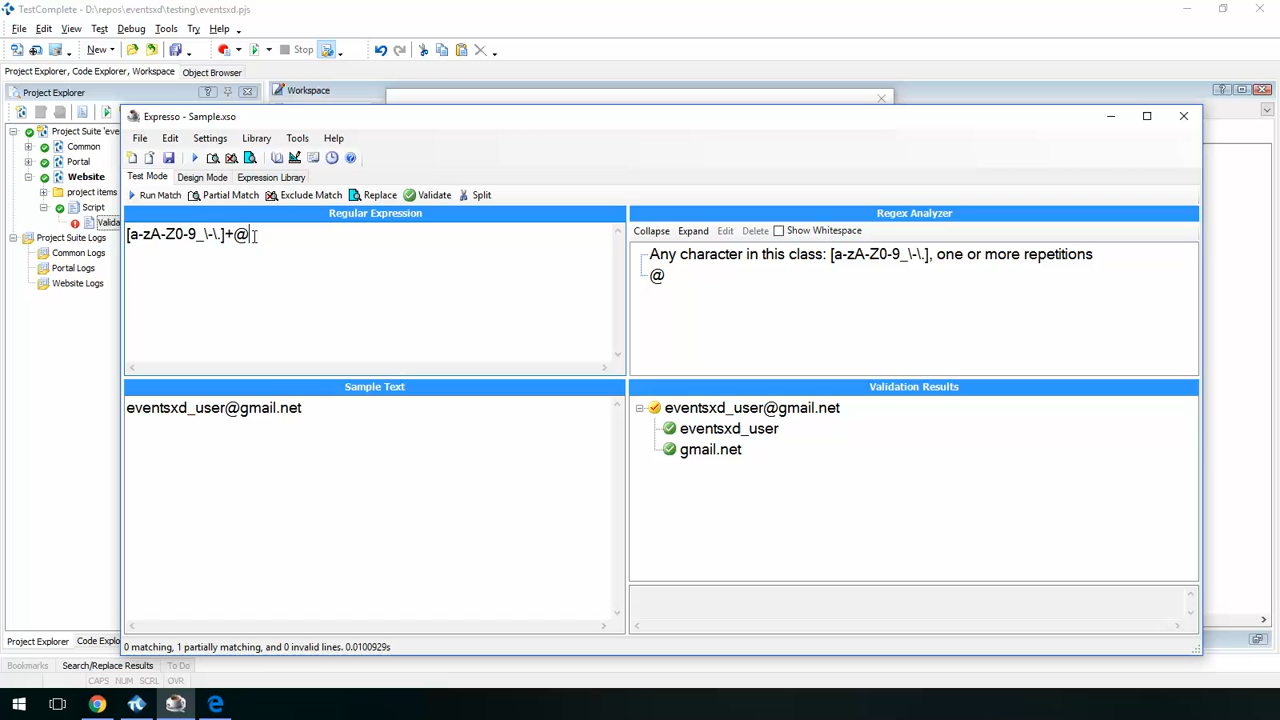 TestComplete - D:\repos\eventsxd\testing\eventsxd.pjs
File Edit View Test Debug Tools Try Help
New Stop
Project Explorer, Code Explorer, Workspace Object Browser
Project Explorer
Workspace
Expresso - Sample.xso
File Edit Settings Library Tools Help
Test Mode Design Mode Expression Library
Run Match Partial Match Exclude Match Replace Validate Split
Regular Expression
[a-zA-Z0-9_\-\.]+@
Regex Analyzer
Collapse Expand Edit Delete Show Whitespace
Any character in this class: [a-zA-Z0-9_\-\.], one or more repetitions
@
Sample Text
eventsxd_user@gmail.net
Validation Results
eventsxd_user@gmail.net
eventsxd_user
gmail.net
0 matching, 1 partially matching, and 0 invalid lines. 0.0100929s
Project Suite 'eve
Common
Portal
Website
project items
Script
Valida
Project Suite Logs
Common Logs
Portal Logs
Website Logs
Project Explorer Code Explo
Bookmarks Search/Replace Results To Do
CAPS NUM SCRL OVR